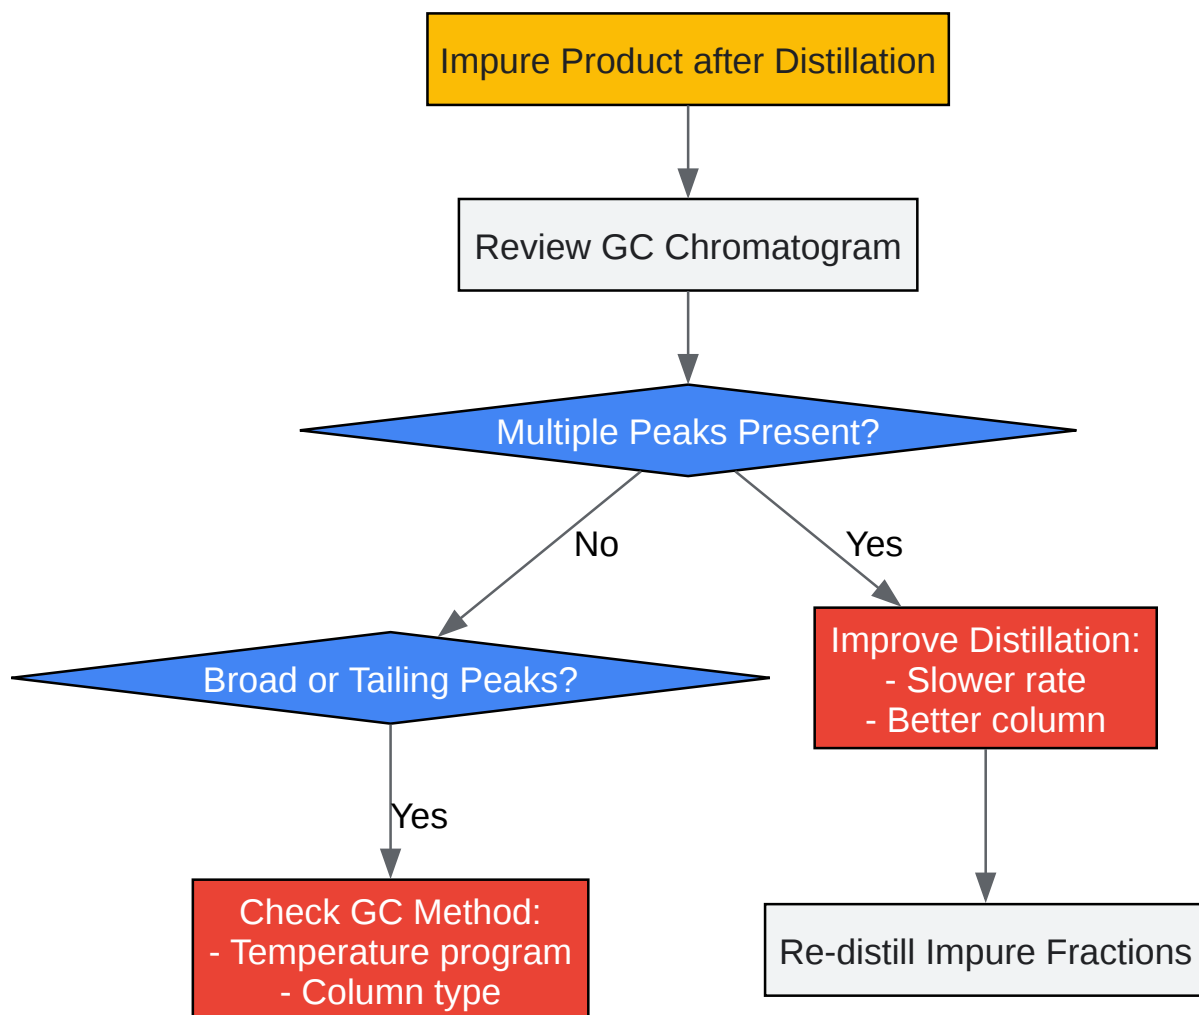 Impure Product after Distillation
Review GC Chromatogram
Multiple Peaks Present?
No
Yes
Broad or Tailing Peaks?
Improve Distillation:
- Slower rate
- Better column
Yes
Check GC Method:
- Temperature program
- Column type
Re-distill Impure Fractions